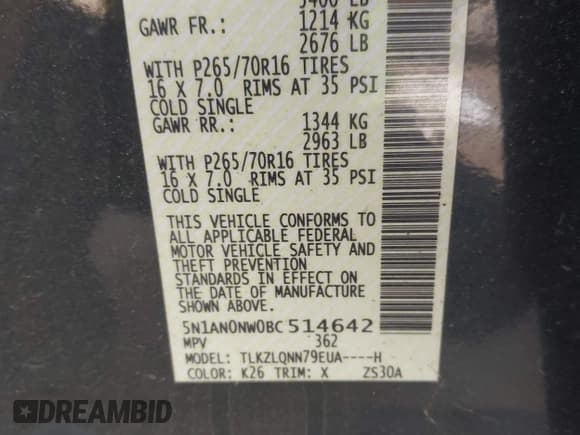 5400 LB
GAWR FR.: 1214 KG
2676 LB
WITH P265/70R16 TIRES
16 X 7.0 RIMS AT 35 PSI
COLD SINGLE
GAWR RR.: 1344 KG
2963 LB
WITH P265/70R16 TIRES
16 X 7.0 RIMS AT 35 PSI
COLD SINGLE
THIS VEHICLE CONFORMS TO
ALL APPLICABLE FEDERAL
MOTOR VEHICLE SAFETY AND
THEFT PREVENTION
STANDARDS IN EFFECT ON
THE DATE OF MANUFACTURE
SHOWN ABOVE.
5N1AN0NW0BC514642
MPV 362
MODEL: TLKZLQNN79EUA----H
COLOR: K26 TRIM: X ZS30A
DREAMBID